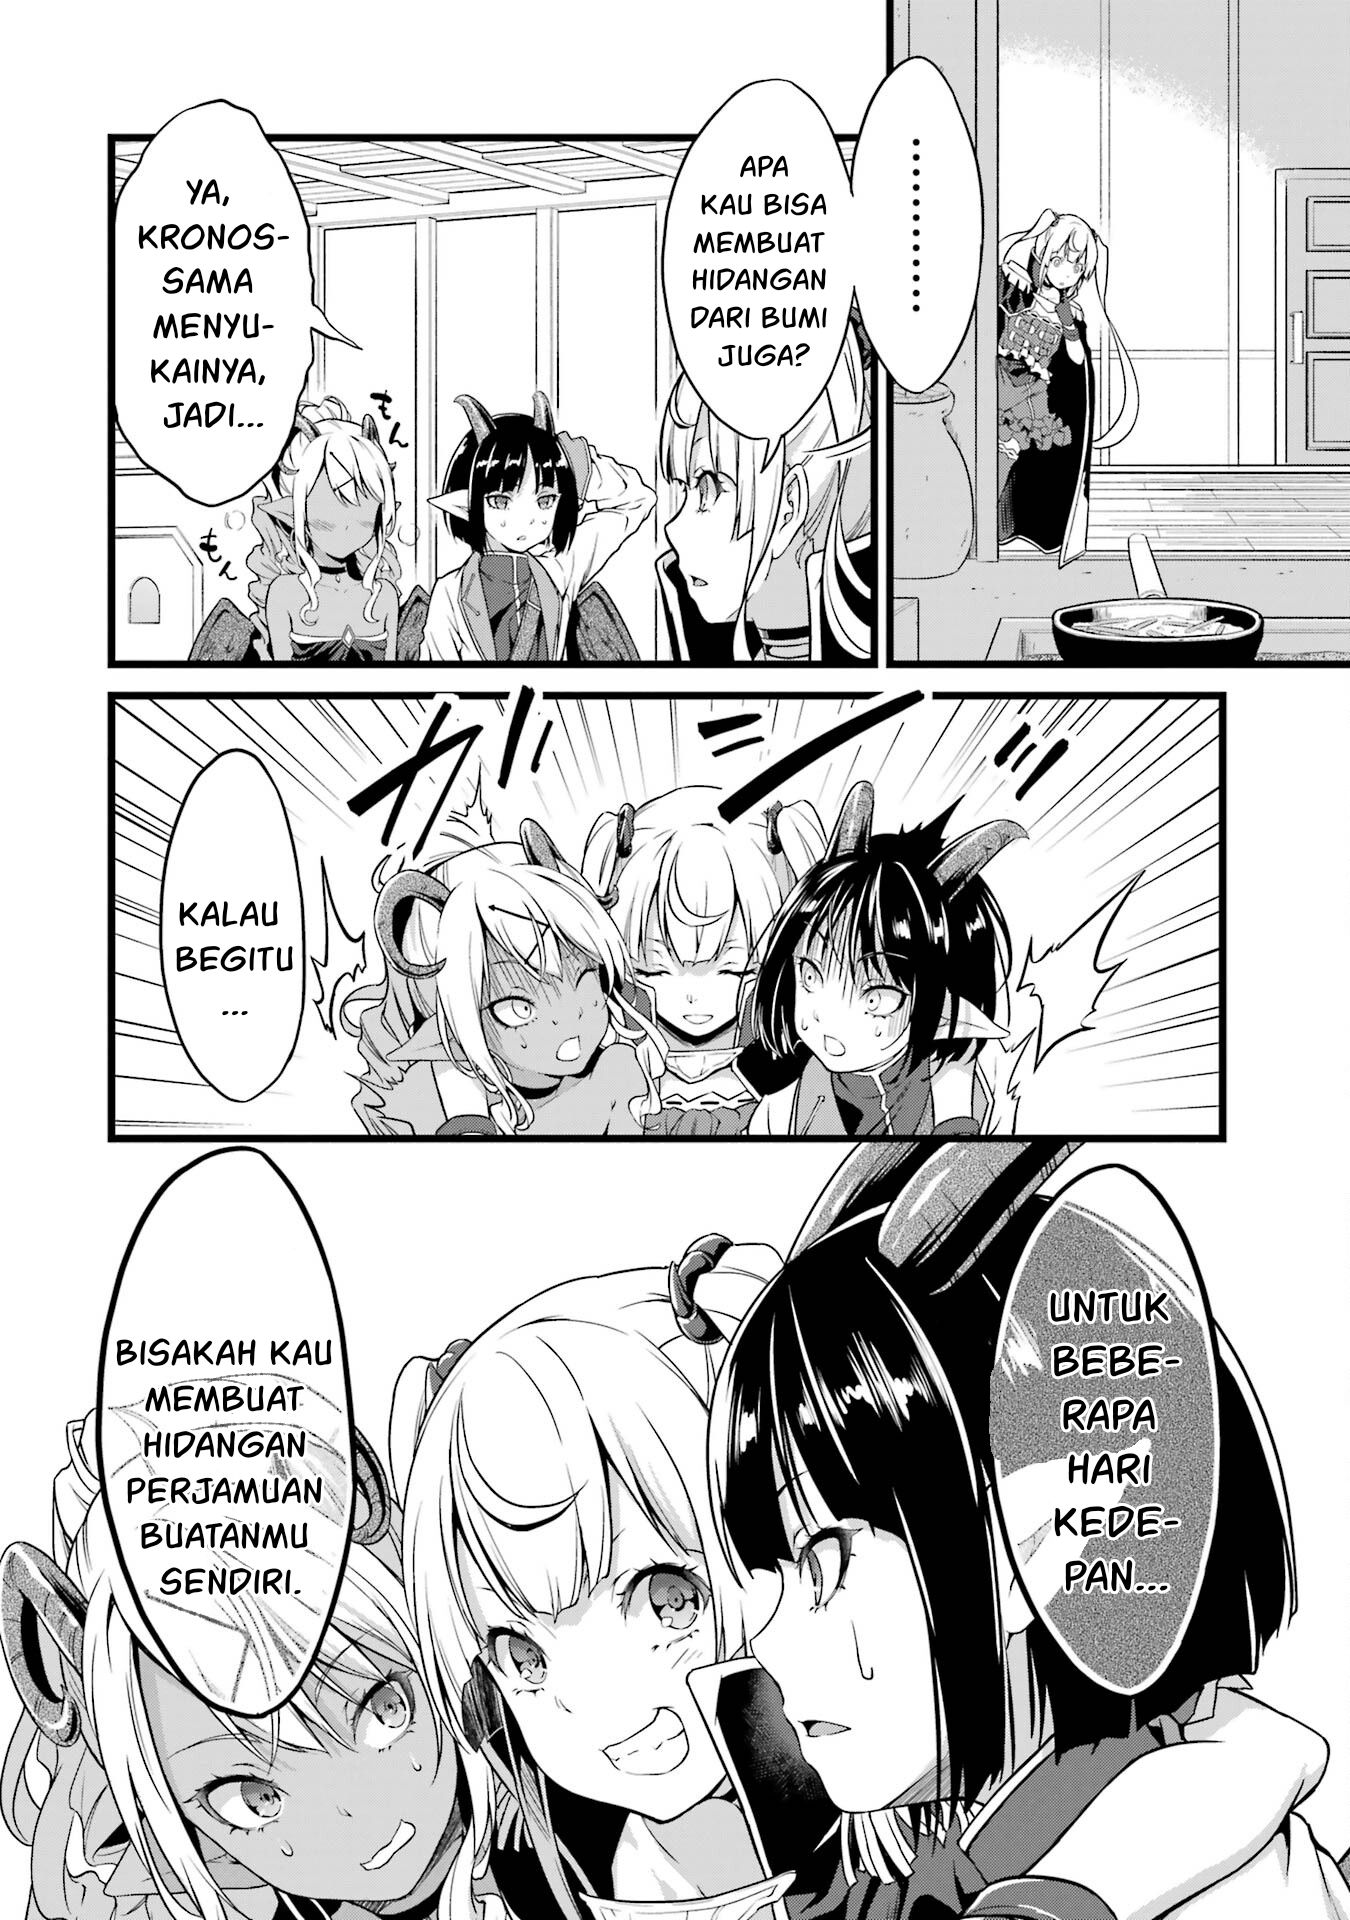 ............
APA
KAU BISA
MEMBUAT
HIDANGAN
DARI BUMI
JUGA?
YA,
KRONOS-
SAMA
MENYU-
KAINYA,
JADI...
もん
もん
KALAU
BEGITU
...
UNTUK
BEBE-
RAPA
HARI
KEDE-
PAN...
BISAKAH KAU
MEMBUAT
HIDANGAN
PERJAMUAN
BUATANMU
SENDIRI.